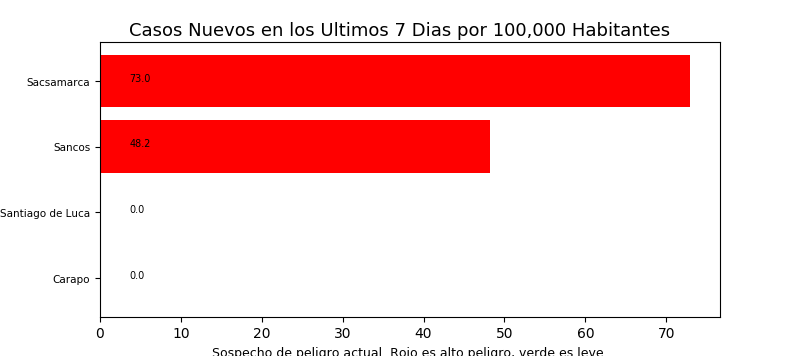 Casos Nuevos en los Ultimos 7 Dias por 100,000 Habitantes
Sacsamarca 73.0
Sancos 48.2
Santiago de Luca 0.0
Carapo 0.0
0 10 20 30 40 50 60 70
Sospecho de peligro actual. Rojo es alto peligro, verde es leve